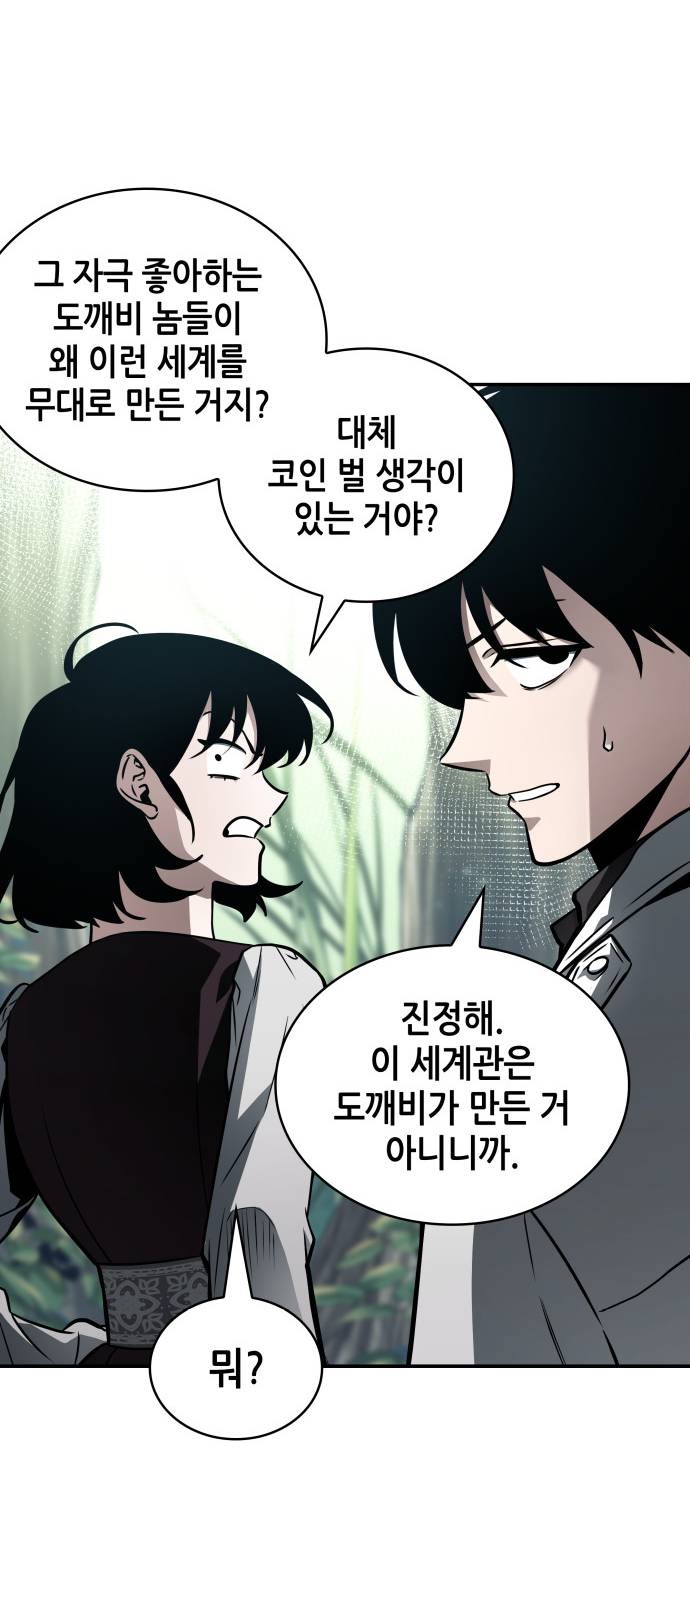 그 자극 좋아하는
도깨비 놈들이
왜 이런 세계를
무대로 만든 거지?
대체
코인 벌 생각이
있는 거야?
진정해.
이 세계관은
도깨비가 만든 거
아니니까.
뭐?